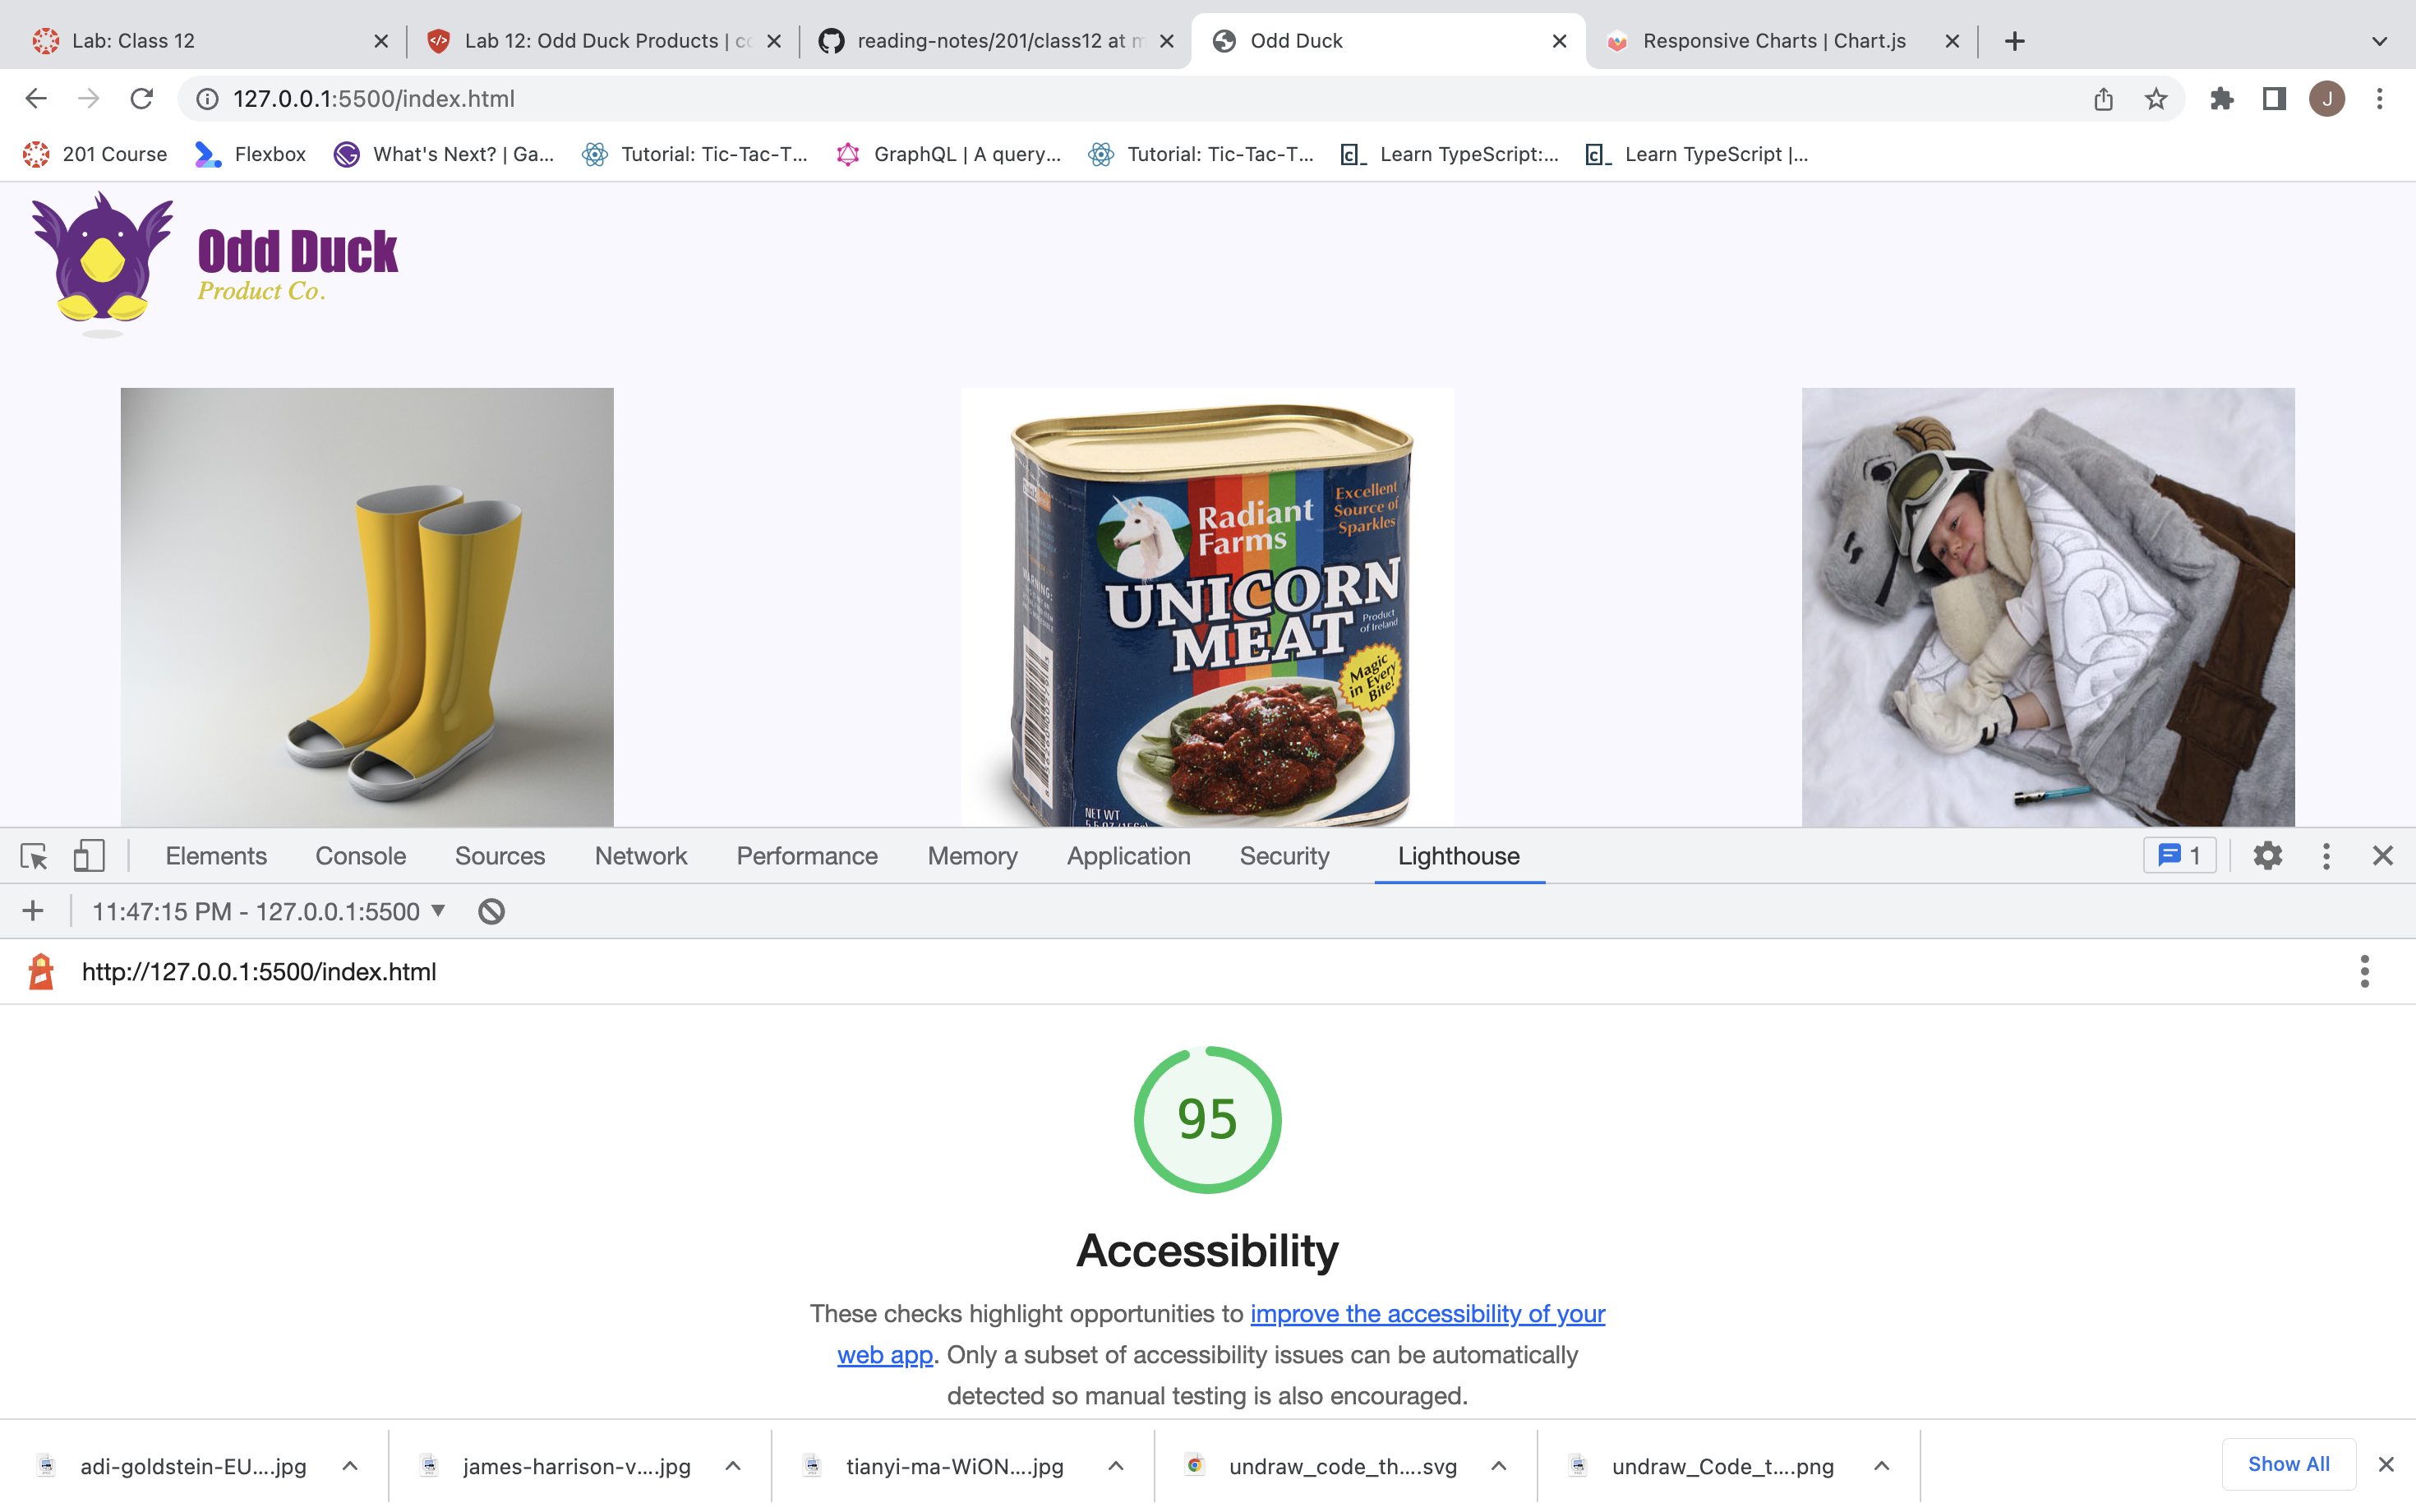 Lab: Class 12
Lab 12: Odd Duck Products | co
reading-notes/201/class12 at m
Odd Duck
Responsive Charts | Chart.js
127.0.0.1:5500/index.html
J
201 Course
Flexbox
What's Next? | Ga...
Tutorial: Tic-Tac-T...
GraphQL | A query...
Tutorial: Tic-Tac-T...
Learn TypeScript:...
Learn TypeScript |...
Odd Duck
Product Co.
Radiant
Farms
Excellent
Source of
Sparkles
WARNING:
UNICORN
MEAT
Product
of Ireland
Magic
in Every
Bite!
NET WT
Elements
Console
Sources
Network
Performance
Memory
Application
Security
Lighthouse
1
11:47:15 PM - 127.0.0.1:5500
http://127.0.0.1:5500/index.html
95
Accessibility
These checks highlight opportunities to improve the accessibility of your
web app. Only a subset of accessibility issues can be automatically
detected so manual testing is also encouraged.
adi-goldstein-EU....jpg
james-harrison-v....jpg
tianyi-ma-WiON....jpg
undraw_code_th....svg
undraw_Code_t....png
Show All